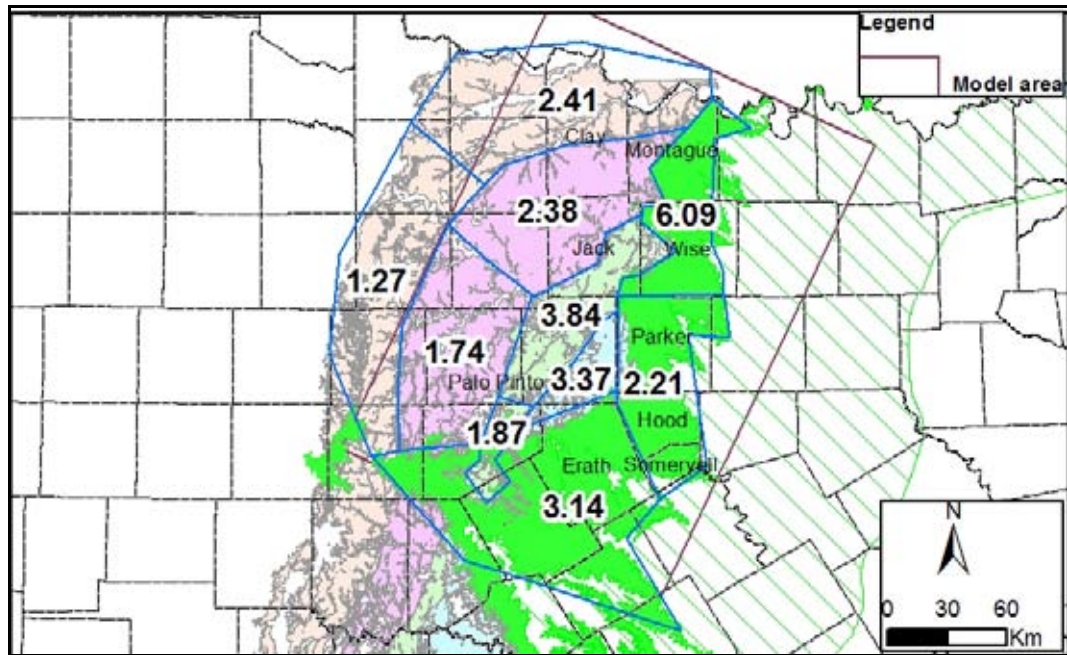 Legend
Model area
2.41
Clay
Montague
2.38
6.09
Jack
Wise
1.27
3.84
Parker
1.74
Palo Pinto
3.37
2.21
1.87
Hood
Erath
Somervell
3.14
N
0 30 60
Km